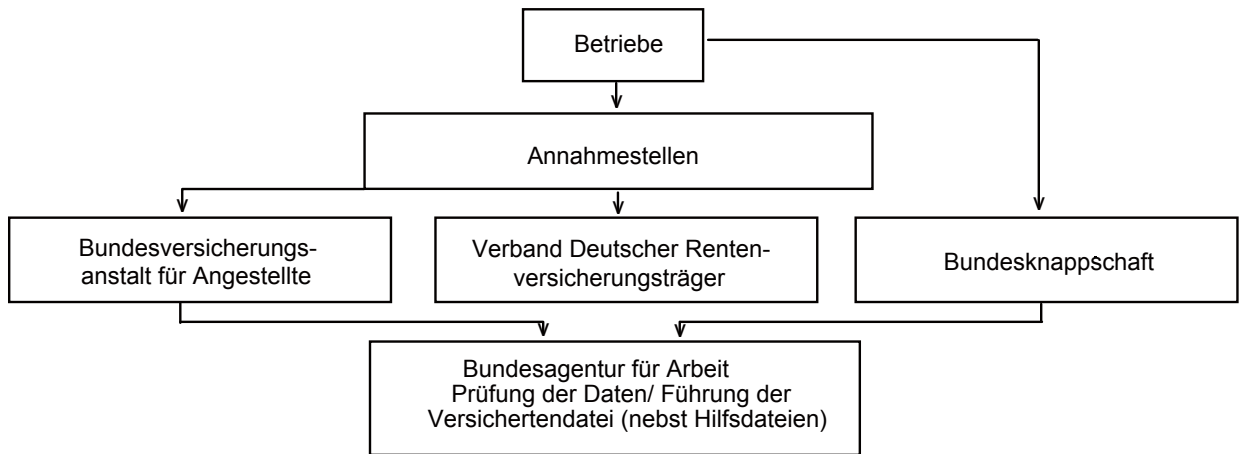 Betriebe
Annahmestellen
Bundesversicherungs-
anstalt für Angestellte
Verband Deutscher Renten-
versicherungsträger
Bundesknappschaft
Bundesagentur für Arbeit
Prüfung der Daten/ Führung der
Versichertendatei (nebst Hilfsdateien)